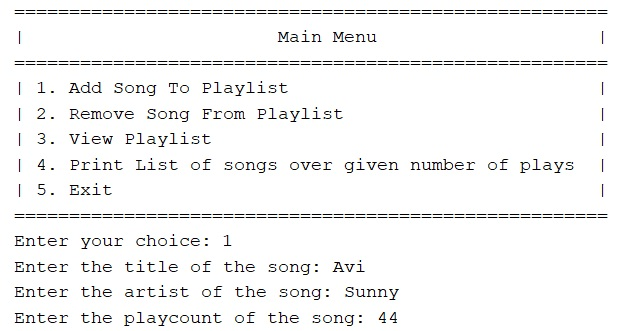 ======================================================
|                       Main Menu                    |
======================================================
| 1. Add Song To Playlist                            |
| 2. Remove Song From Playlist                       |
| 3. View Playlist                                   |
| 4. Print List of songs over given number of plays  |
| 5. Exit                                            |
======================================================
Enter your choice: 1
Enter the title of the song: Avi
Enter the artist of the song: Sunny
Enter the playcount of the song: 44